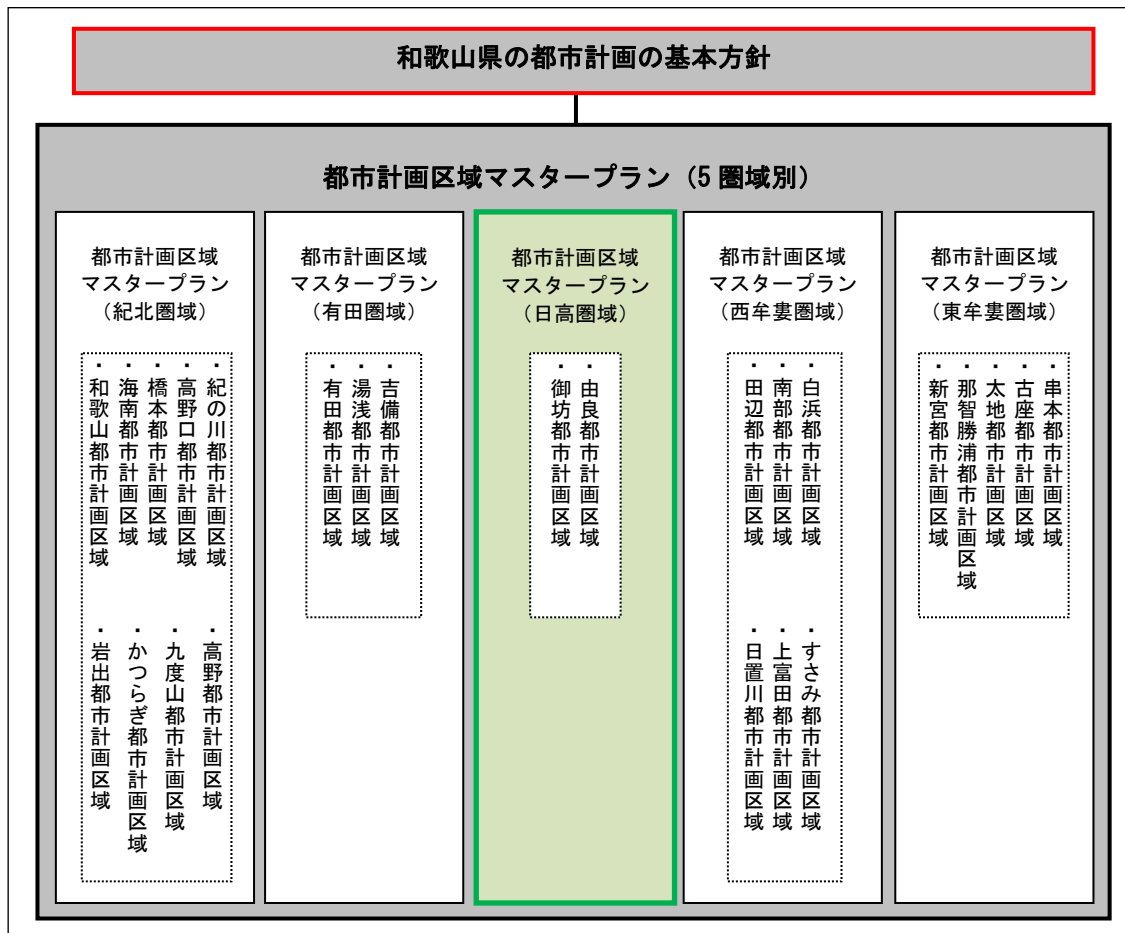 和歌山県の都市計画の基本方針
都市計画区域マスタープラン（5 圏域別）
都市計画区域
マスタープラン
（紀北圏域）
・和歌山都市計画区域
・海南都市計画区域
・橋本都市計画区域
・高野口都市計画区域
・紀の川都市計画区域
・岩出都市計画区域
・かつらぎ都市計画区域
・九度山都市計画区域
・高野都市計画区域
都市計画区域
マスタープラン
（有田圏域）
・有田都市計画区域
・湯浅都市計画区域
・吉備都市計画区域
都市計画区域
マスタープラン
（日高圏域）
・御坊都市計画区域
・由良都市計画区域
都市計画区域
マスタープラン
（西牟婁圏域）
・田辺都市計画区域
・南部都市計画区域
・白浜都市計画区域
・日置川都市計画区域
・上富田都市計画区域
・すさみ都市計画区域
都市計画区域
マスタープラン
（東牟婁圏域）
・新宮都市計画区域
・那智勝浦都市計画区域
・太地都市計画区域
・古座都市計画区域
・串本都市計画区域